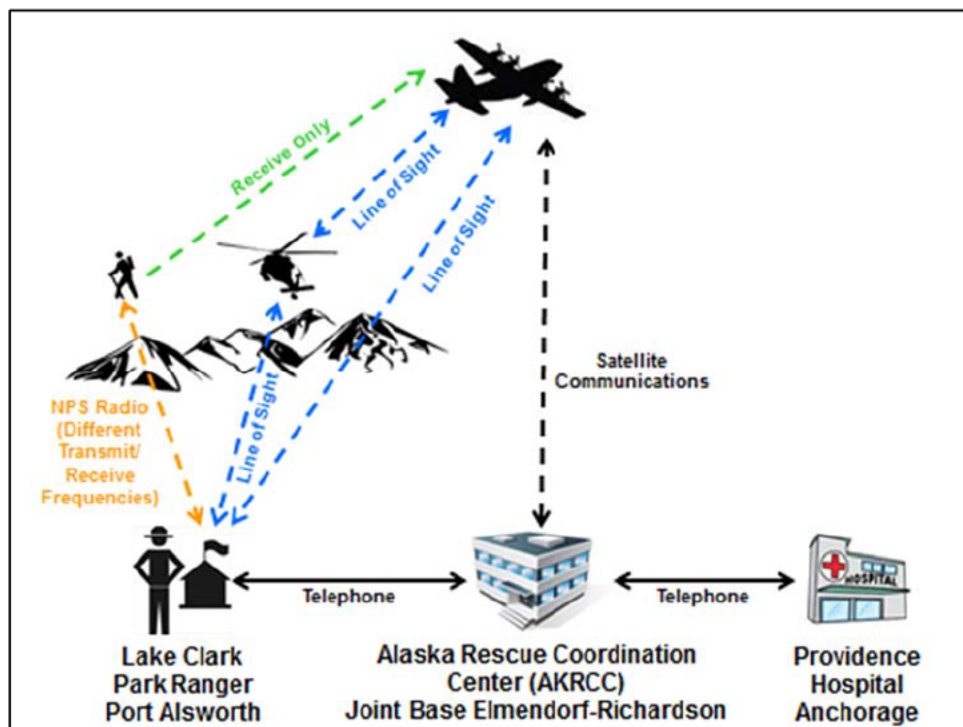 Receive Only
Line of Sight
Line of Sight
Satellite
Communications
NPS Radio
(Different
Transmit/
Receive
Frequencies)
Line of Sight
HOSPITAL
Telephone
Telephone
Lake Clark
Park Ranger
Port Alsworth
Alaska Rescue Coordination
Center (AKRCC)
Joint Base Elmendorf-Richardson
Providence
Hospital
Anchorage